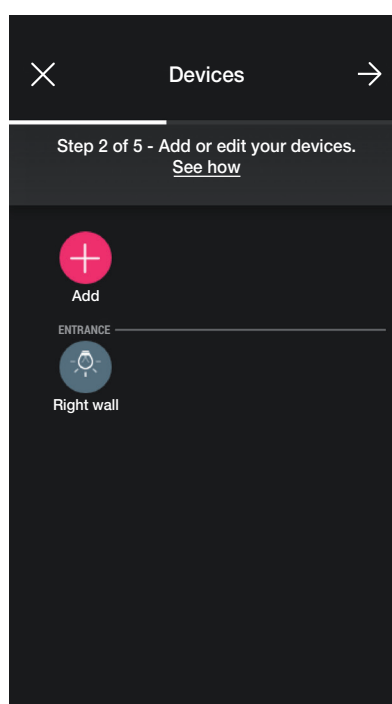 Devices
Step 2 of 5 - Add or edit your devices.
See how
Add
ENTRANCE
Right wall